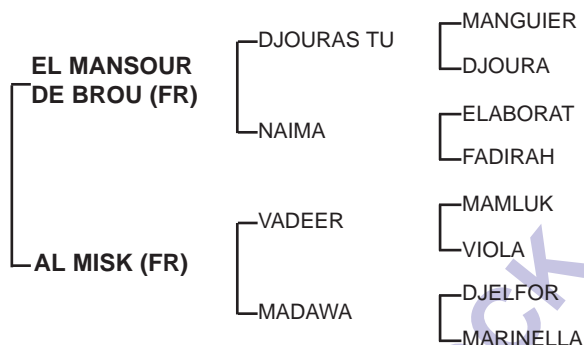 EL MANSOUR
DE BROU (FR)
DJOURAS TU
MANGUIER
DJOURA
NAIMA
ELABORAT
FADIRAH
AL MISK (FR)
VADEER
MAMLUK
VIOLA
MADAWA
DJELFOR
MARINELLA
CK